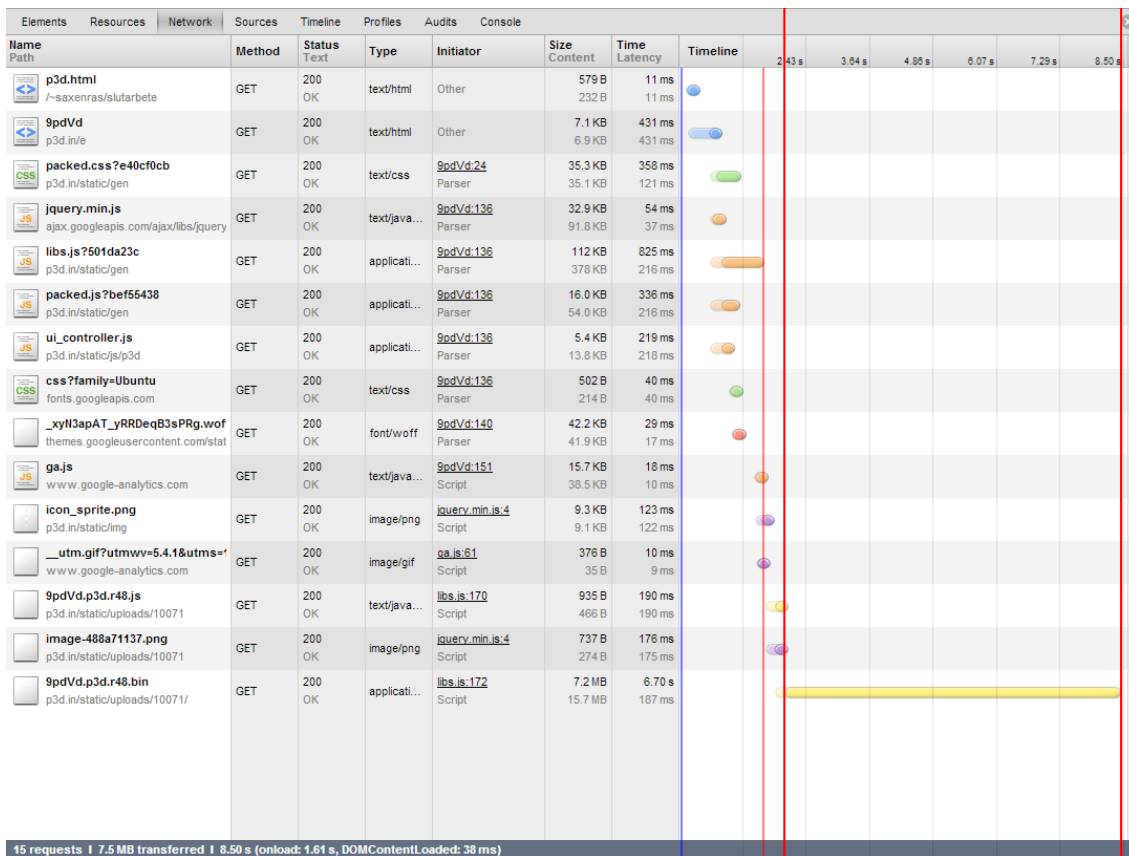 Elements Resources Network Sources Timeline Profiles Audits Console
Name Path Method Status Text Type Initiator Size Content Time Latency Timeline
2.43 s 3.64 s 4.86 s 6.07 s 7.29 s 8.50 s
p3d.html GET 200 text/html Other 579 B 11 ms
/~saxenras/slutarbete OK 232 B 11 ms
9pdVd GET 200 text/html Other 7.1 KB 431 ms
p3d.in/e OK 6.9 KB 431 ms
packed.css?e40cf0cb GET 200 text/css 9pdVd:24 35.3 KB 358 ms
p3d.in/static/gen OK Parser 35.1 KB 121 ms
jquery.min.js GET 200 text/java... 9pdVd:136 32.9 KB 54 ms
ajax.googleapis.com/ajax/libs/jquery OK Parser 91.8 KB 37 ms
libs.js?501da23c GET 200 applicati... 9pdVd:136 112 KB 825 ms
p3d.in/static/gen OK Parser 378 KB 216 ms
packed.js?bef55438 GET 200 applicati... 9pdVd:136 16.0 KB 336 ms
p3d.in/static/gen OK Parser 54.0 KB 216 ms
ui_controller.js GET 200 applicati... 9pdVd:136 5.4 KB 219 ms
p3d.in/static/js/p3d OK Parser 13.8 KB 218 ms
css?family=Ubuntu GET 200 text/css 9pdVd:136 502 B 40 ms
fonts.googleapis.com OK Parser 214 B 40 ms
_xyN3apAT_yRRDeqB3sPRg.wof GET 200 font/woff 9pdVd:140 42.2 KB 29 ms
themes.googleusercontent.com/stat OK Parser 41.9 KB 17 ms
ga.js GET 200 text/java... 9pdVd:151 15.7 KB 18 ms
www.google-analytics.com OK Script 38.5 KB 10 ms
icon_sprite.png GET 200 image/png jquery.min.js:4 9.3 KB 123 ms
p3d.in/static/img OK Script 9.1 KB 122 ms
__utm.gif?utmwv=5.4.1&utms=1 GET 200 image/gif ga.js:61 376 B 10 ms
www.google-analytics.com OK Script 35 B 9 ms
9pdVd.p3d.r48.js GET 200 text/java... libs.js:170 935 B 190 ms
p3d.in/static/uploads/10071 OK Script 466 B 190 ms
image-488a71137.png GET 200 image/png jquery.min.js:4 737 B 176 ms
p3d.in/static/uploads/10071 OK Script 274 B 175 ms
9pdVd.p3d.r48.bin GET 200 applicati... libs.js:172 7.2 MB 6.70 s
p3d.in/static/uploads/10071/ OK Script 15.7 MB 187 ms
15 requests I 7.5 MB transferred I 8.50 s (onload: 1.61 s, DOMContentLoaded: 38 ms)